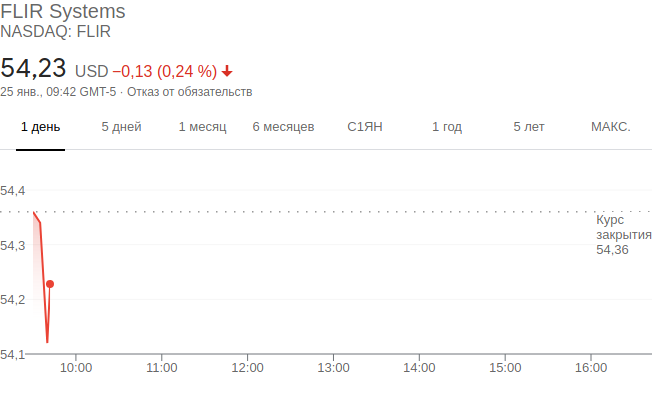 FLIR Systems
NASDAQ: FLIR
54,23 USD −0,13 (0,24 %)
25 янв., 09:42 GMT-5 · Отказ от обязательств
1 день 5 дней 1 месяц 6 месяцев С1ЯН 1 год 5 лет МАКС.
54,4
Курс
закрытия
54,36
54,3
54,2
54,1
10:00 11:00 12:00 13:00 14:00 15:00 16:00